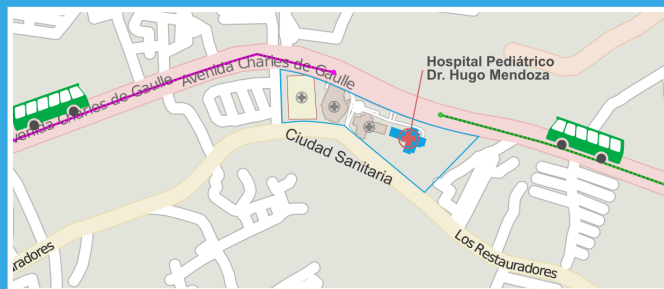 Hospital Pediátrico
Dr. Hugo Mendoza
Avenida Charles de Gaulle
Avenida Charles de Gaulle
Ciudad Sanitaria
Los Restauradores
uradores